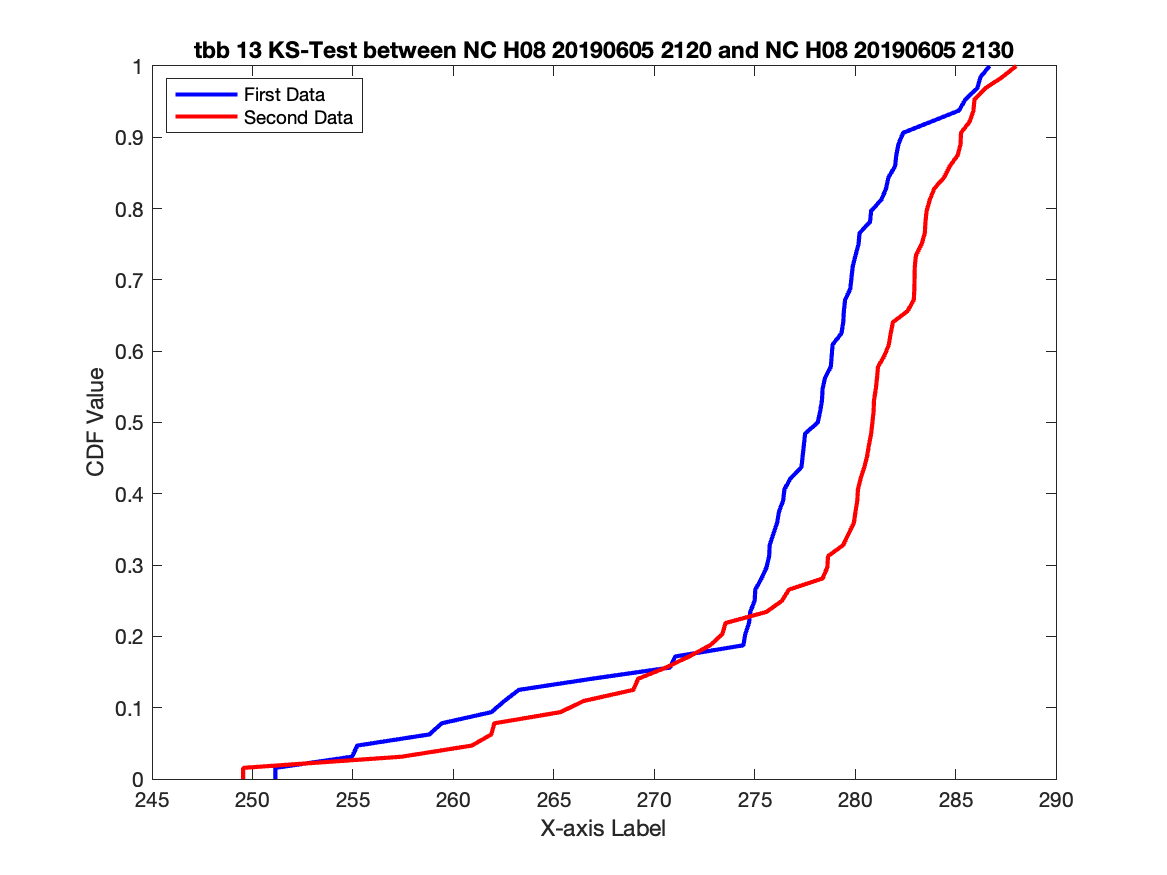 tbb 13 KS-Test between NC H08 20190605 2120 and NC H08 20190605 2130
First Data
Second Data
1
0.9
0.8
0.7
0.6
0.5
0.4
0.3
0.2
0.1
0
CDF Value
245 250 255 260 265 270 275 280 285 290
X-axis Label